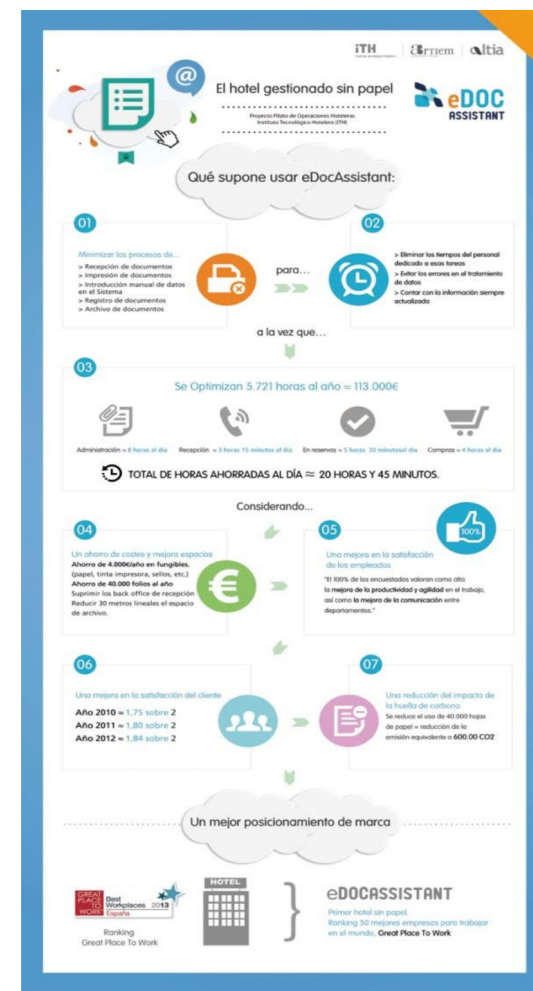 iTH
Brtiem
altia
@
El hotel gestionado sin papel
Proyecto Piloto de Operaciones Hoteleras
Instituto Tecnológico Hotelero (ITH)
eDOC
ASSISTANT
Qué supone usar eDocAssistant:
01
Minimizar los procesos de...
> Recepción de documentos
> Impresión de documentos
> Introducción manual de datos
en el Sistema
> Registro de documentos
> Archivo de documentos
para...
02
> Eliminar los tiempos del personal
dedicado a esas tareas
> Evitar los errores en el tratamiento
de datos
> Contar con la información siempre
actualizada
a la vez que...
03
Se Optimizan 5.721 horas al año = 113.000€
Administración = 8 horas al día
Recepción = 3 horas 15 minutos al día
En reservas = 5 horas 30 minutosal día
Compras = 4 horas al día
TOTAL DE HORAS AHORRADAS AL DÍA ≈ 20 HORAS Y 45 MINUTOS.
Considerando...
04
Un ahorro de costes y mejora espacios
Ahorro de 4.000€/año en fungibles.
(papel, tinta impresora, sellos, etc.)
Ahorro de 40.000 folios al año
Suprimir los back office de recepción
Reducir 30 metros lineales el espacio
de archivo.
€
05
100%
Una mejora en la satisfacción
de los empleados
"El 100% de los encuestados valoran como alta
la mejora de la productividad y agilidad en el trabajo,
así como la mejora de la comunicación entre
departamentos."
06
Una mejora en la satisfacción del cliente
Año 2010 = 1,75 sobre 2
Año 2011 = 1,80 sobre 2
Año 2012 = 1,84 sobre 2
07
Una reducción del impacto de
la huella de carbono
Se reduce el uso de 40.000 hojas
de papel = reducción de la
emisión equivalente a 600.00 CO2
Un mejor posicionamiento de marca
GREAT
PLACE
TO
WORK
Best
Workplaces 2013
España
Ranking
Great Place To Work
HOTEL
}
eDOCASSISTANT
Primer hotel sin papel.
Ranking 50 mejores empresas para trabajar
en el mundo, Great Place To Work